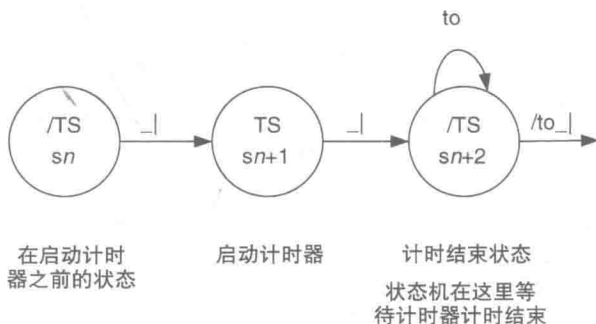 to
/TS
sn
_|
TS
sn+1
_|
/TS
sn+2
/to_|
在启动计时
器之前的状态
启动计时器
计时结束状态
状态机在这里等
待计时器计时结束